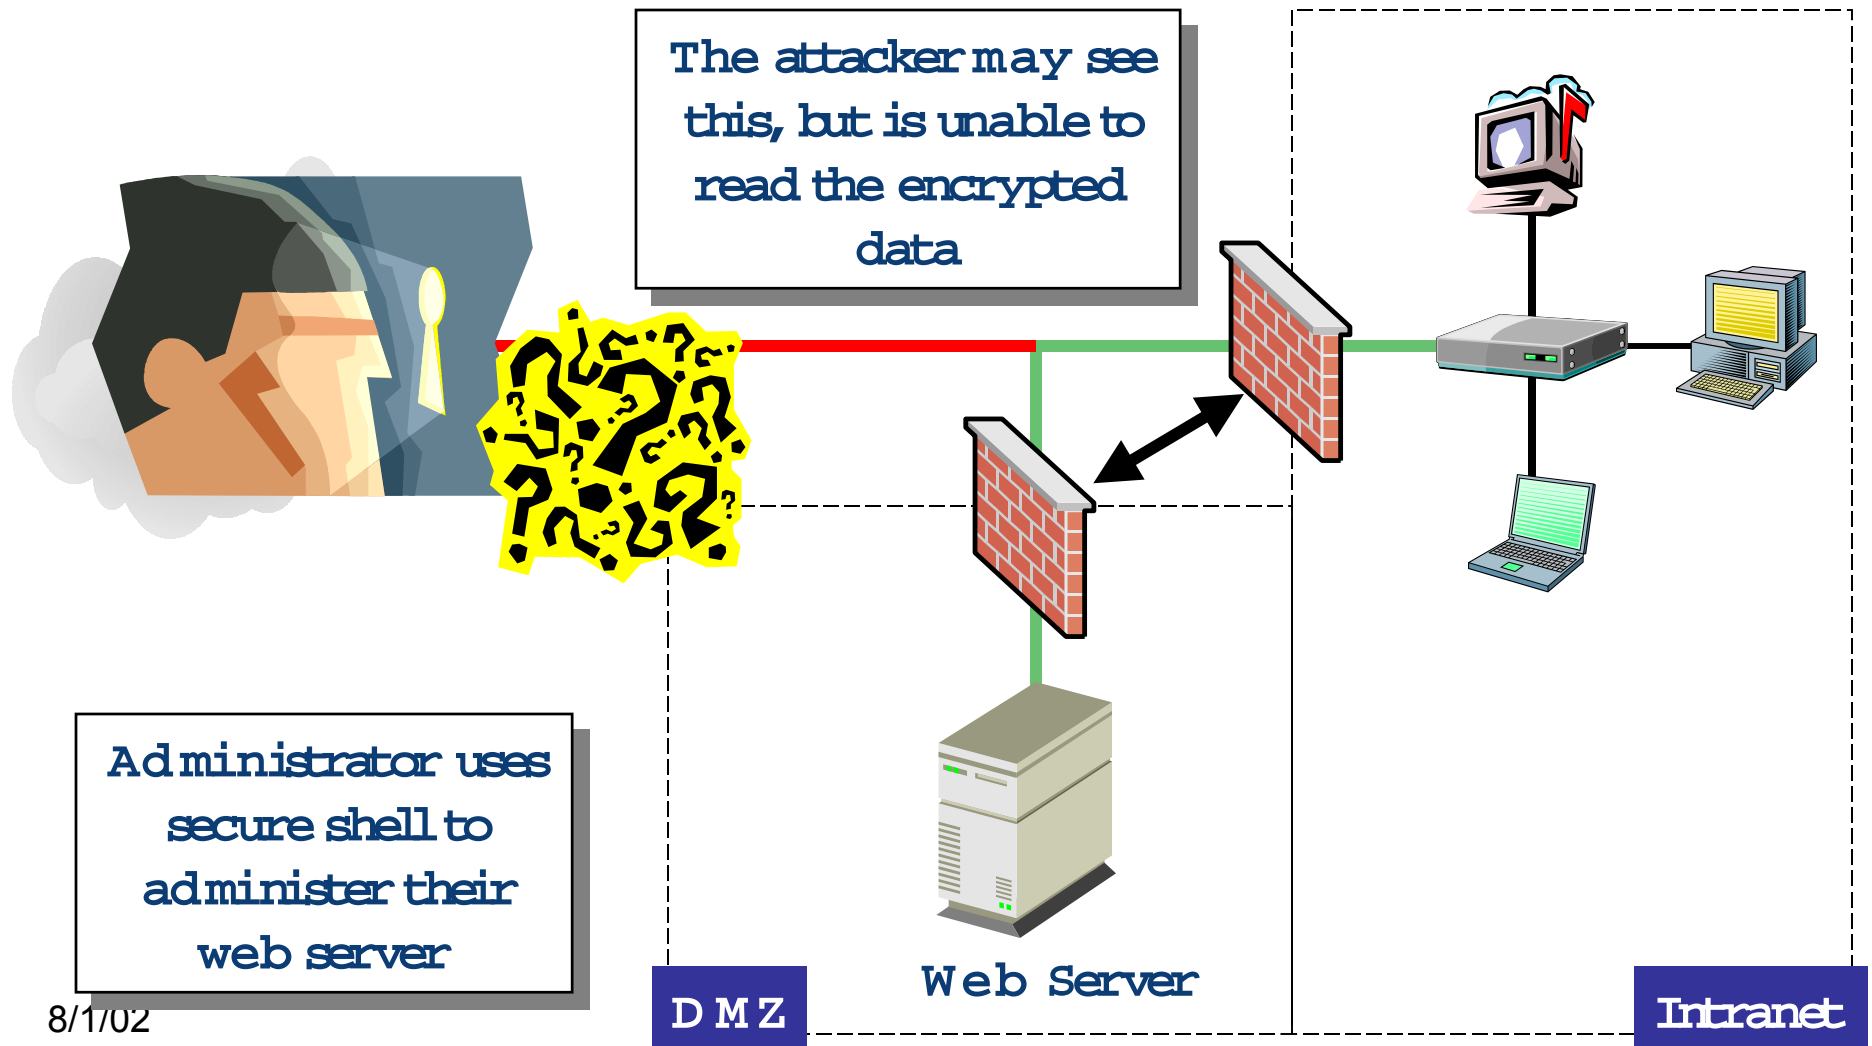 The attacker may see
this, but is unable to
read the encrypted
data
Administrator uses
secure shell to
administer their
web server
Web Server
8/1/02
DMZ
Intranet